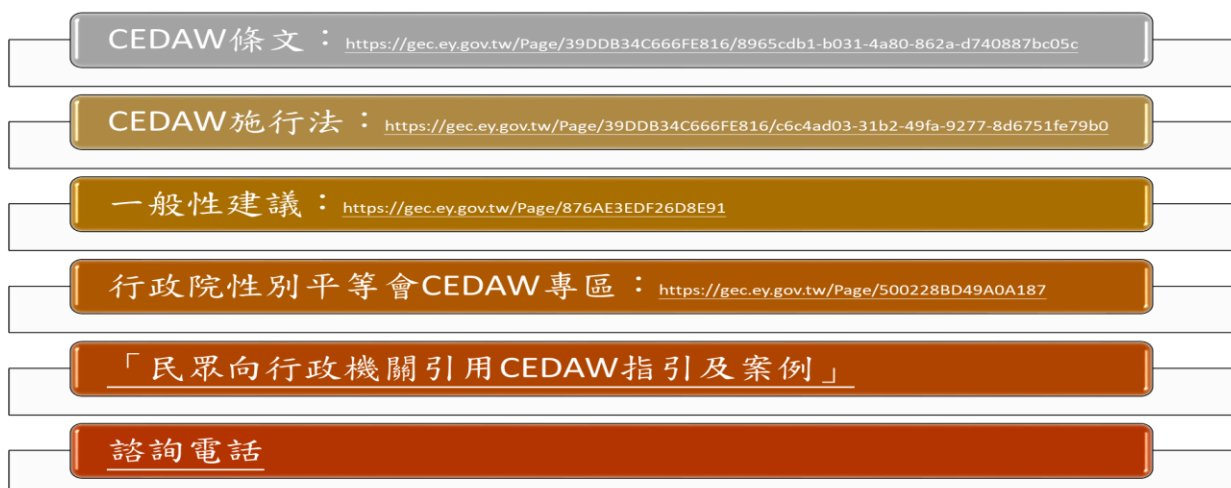 CEDAW條文：https://gec.ey.gov.tw/Page/39DDB34C666FE816/8965cdb1-b031-4a80-862a-d740887bc05c
CEDAW施行法：https://gec.ey.gov.tw/Page/39DDB34C666FE816/c6c4ad03-31b2-49fa-9277-8d6751fe79b0
一般性建議：https://gec.ey.gov.tw/Page/876AE3EDF26D8E91
行政院性別平等會CEDAW專區：https://gec.ey.gov.tw/Page/500228BD49A0A187
「民眾向行政機關引用CEDAW指引及案例」
諮詢電話